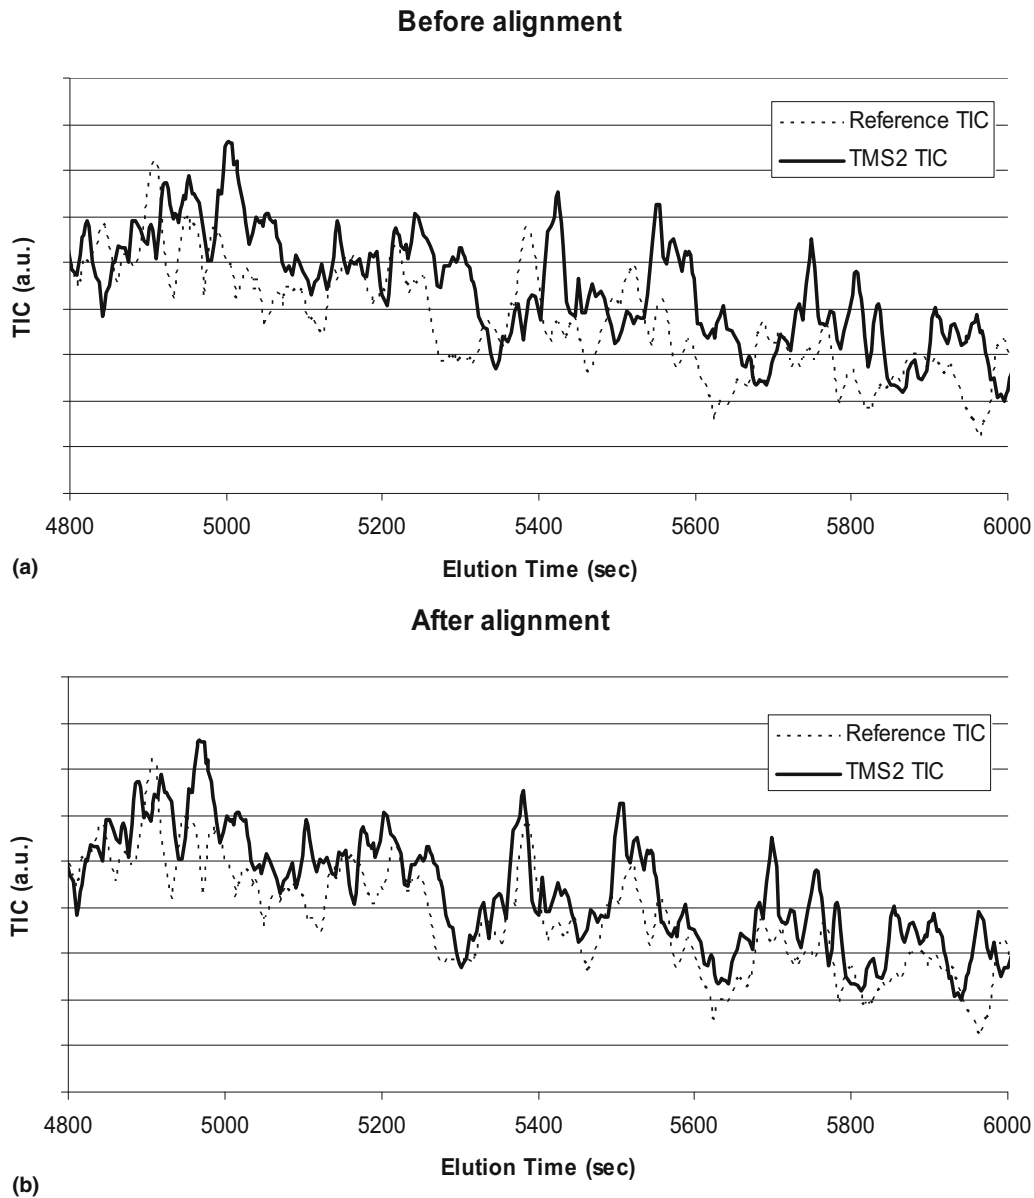 Before alignment
Reference TIC
TMS2 TIC
TIC (a.u.)
4800 5000 5200 5400 5600 5800 6000
Elution Time (sec)
(a)
After alignment
Reference TIC
TMS2 TIC
TIC (a.u.)
4800 5000 5200 5400 5600 5800 6000
Elution Time (sec)
(b)